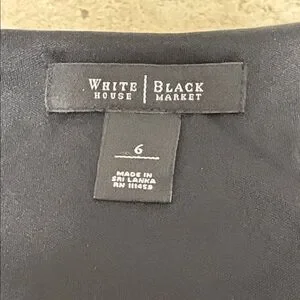 WHITE | BLACK
HOUSE | MARKET
6
MADE IN
SRI LANKA
RN 111459